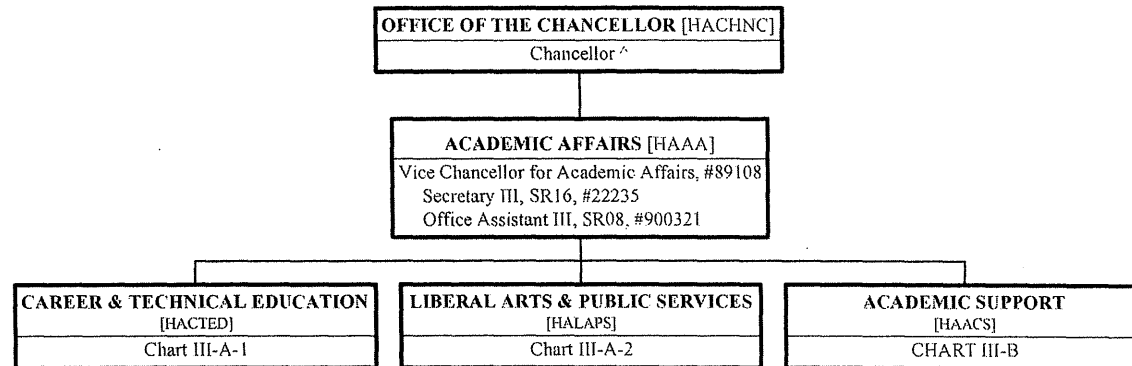 OFFICE OF THE CHANCELLOR [HACHNC]
Chancellor ^
ACADEMIC AFFAIRS [HAAA]
Vice Chancellor for Academic Affairs, #89108
Secretary III, SR16, #22235
Office Assistant III, SR08, #900321
CAREER & TECHNICAL EDUCATION
[HACTED]
Chart III-A-1
LIBERAL ARTS & PUBLIC SERVICES
[HALAPS]
Chart III-A-2
ACADEMIC SUPPORT
[HAACS]
CHART III-B